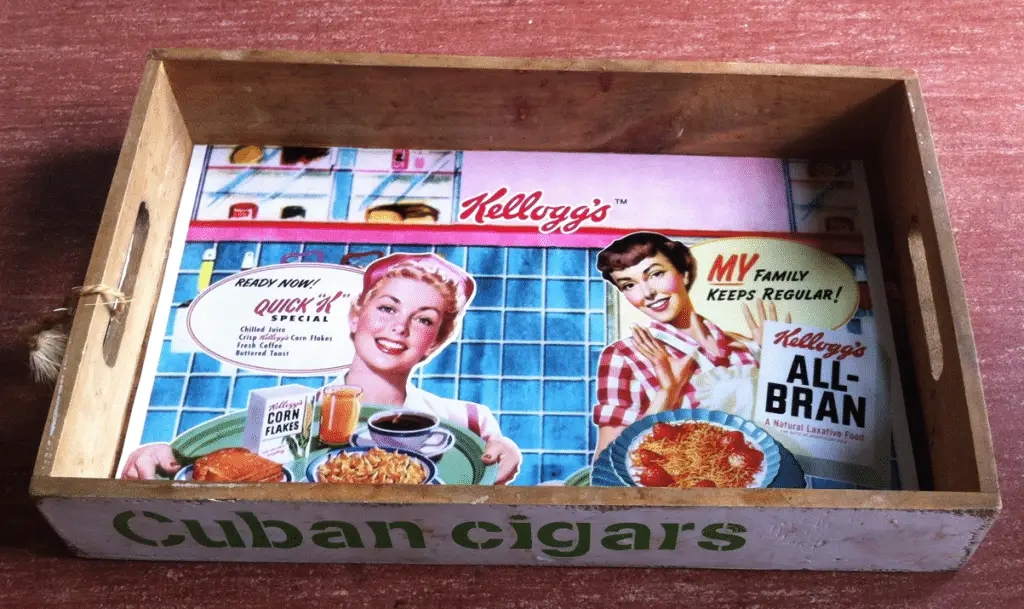 Kellogg's™
READY NOW!
QUICK "K"
SPECIAL
Chilled Juice
Crisp Kellogg's Corn Flakes
Fresh Coffee
Buttered Toast
Kellogg's
CORN
FLAKES
MY FAMILY
KEEPS REGULAR!
Kellogg's
ALL-
BRAN
A Natural Laxative Food
Cuban cigars